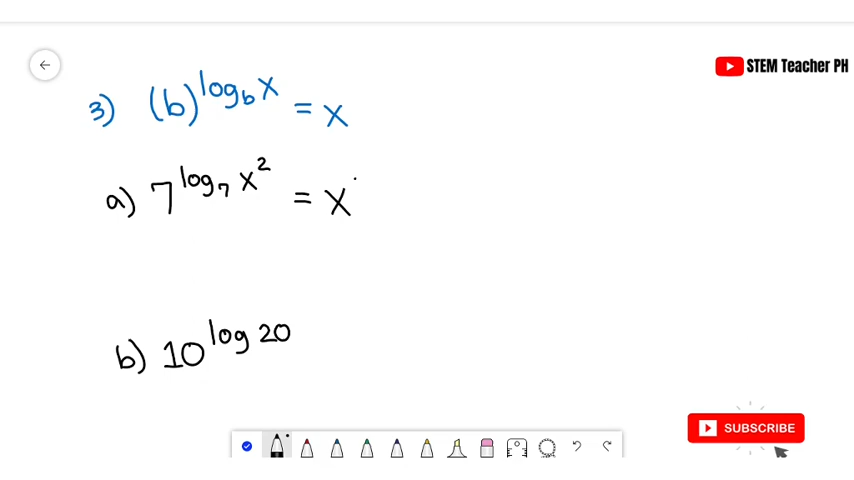 STEM Teacher PH
3) (b)^log_b x = x
a) 7^log_7 x^2 = x
b) 10^log 20
SUBSCRIBE